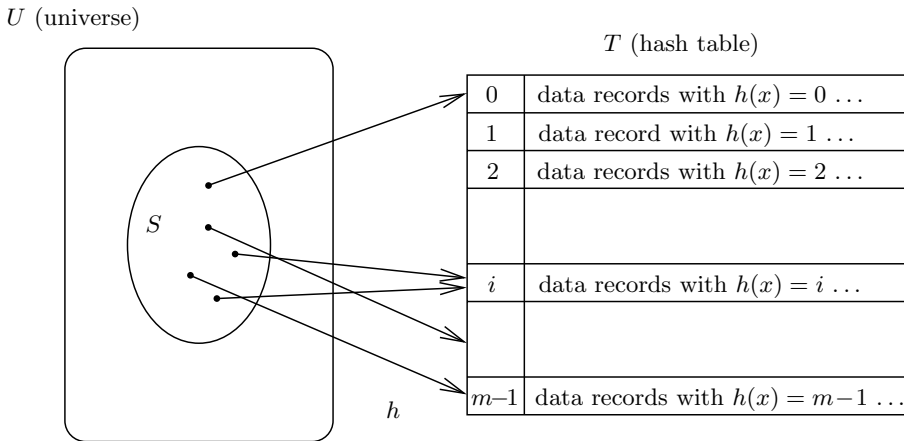 U (universe)
T (hash table)
0 data records with h(x) = 0 ...
1 data record with h(x) = 1 ...
2 data records with h(x) = 2 ...
S
i data records with h(x) = i ...
m−1 data records with h(x) = m−1 ...
h